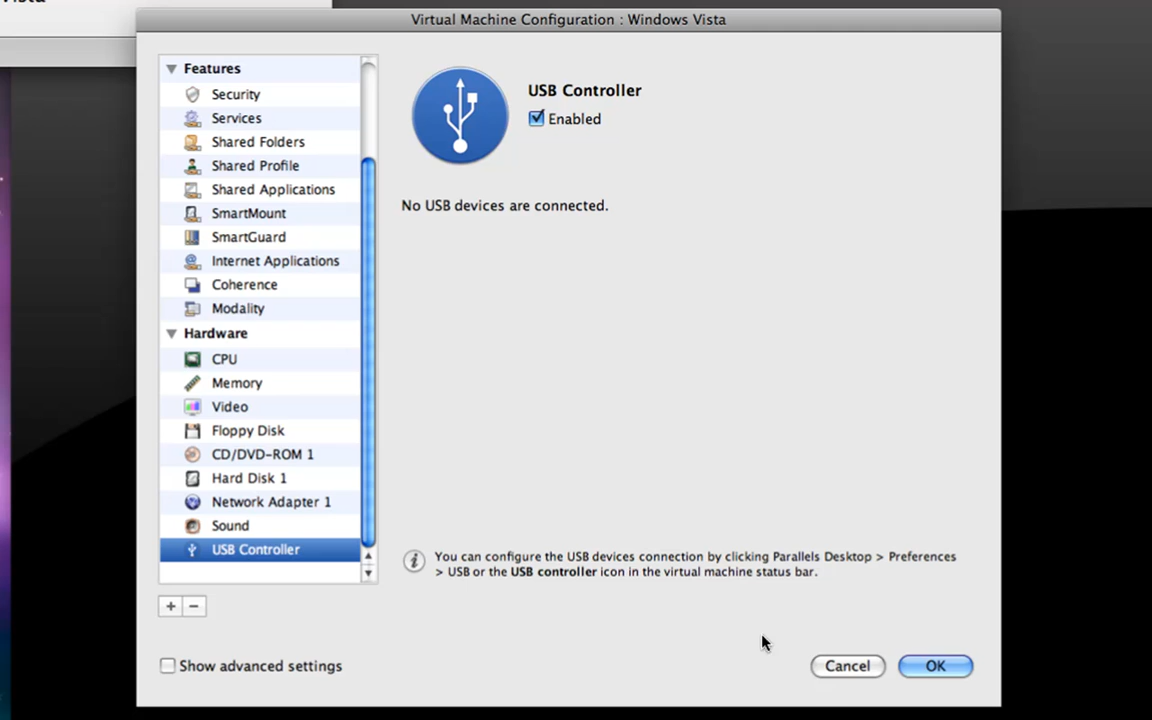 Vista
Virtual Machine Configuration : Windows Vista
Features
Security
Services
Shared Folders
Shared Profile
Shared Applications
SmartMount
SmartGuard
Internet Applications
Coherence
Modality
Hardware
CPU
Memory
Video
Floppy Disk
CD/DVD-ROM 1
Hard Disk 1
Network Adapter 1
Sound
USB Controller
USB Controller
Enabled
No USB devices are connected.
You can configure the USB devices connection by clicking Parallels Desktop > Preferences
> USB or the USB controller icon in the virtual machine status bar.
Show advanced settings
Cancel
OK